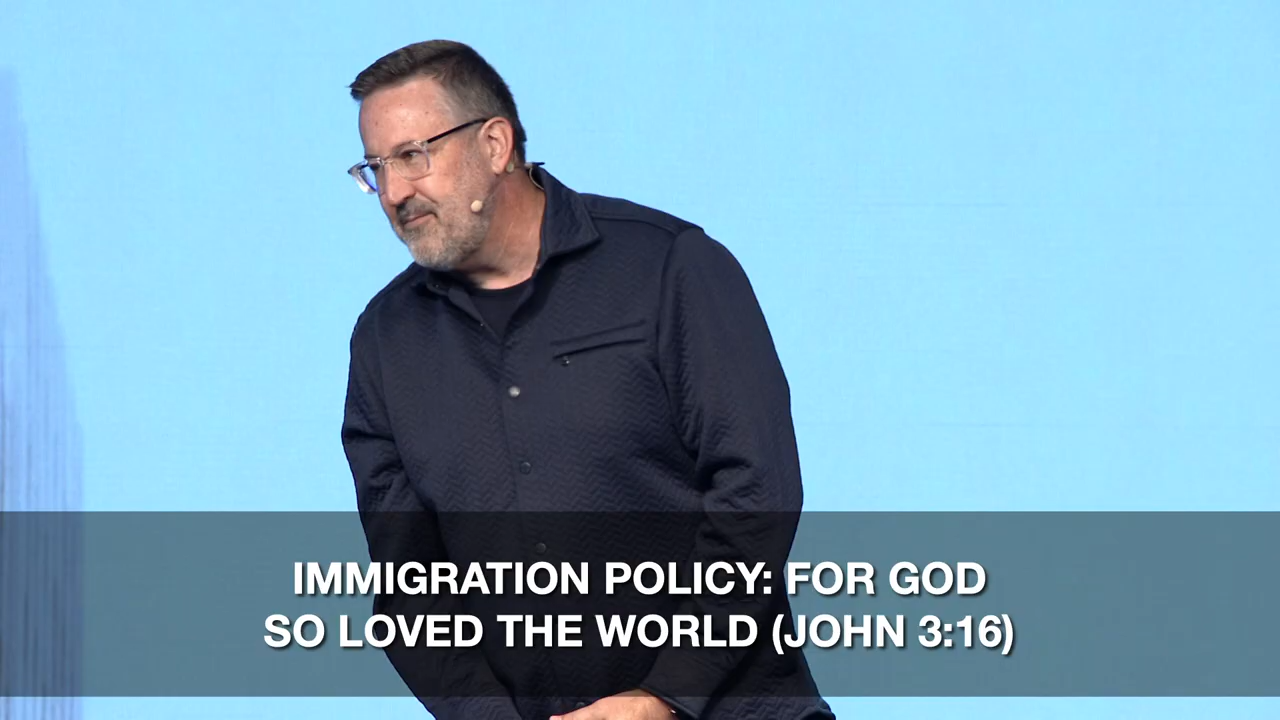 IMMIGRATION POLICY: FOR GOD
SO LOVED THE WORLD (JOHN 3:16)